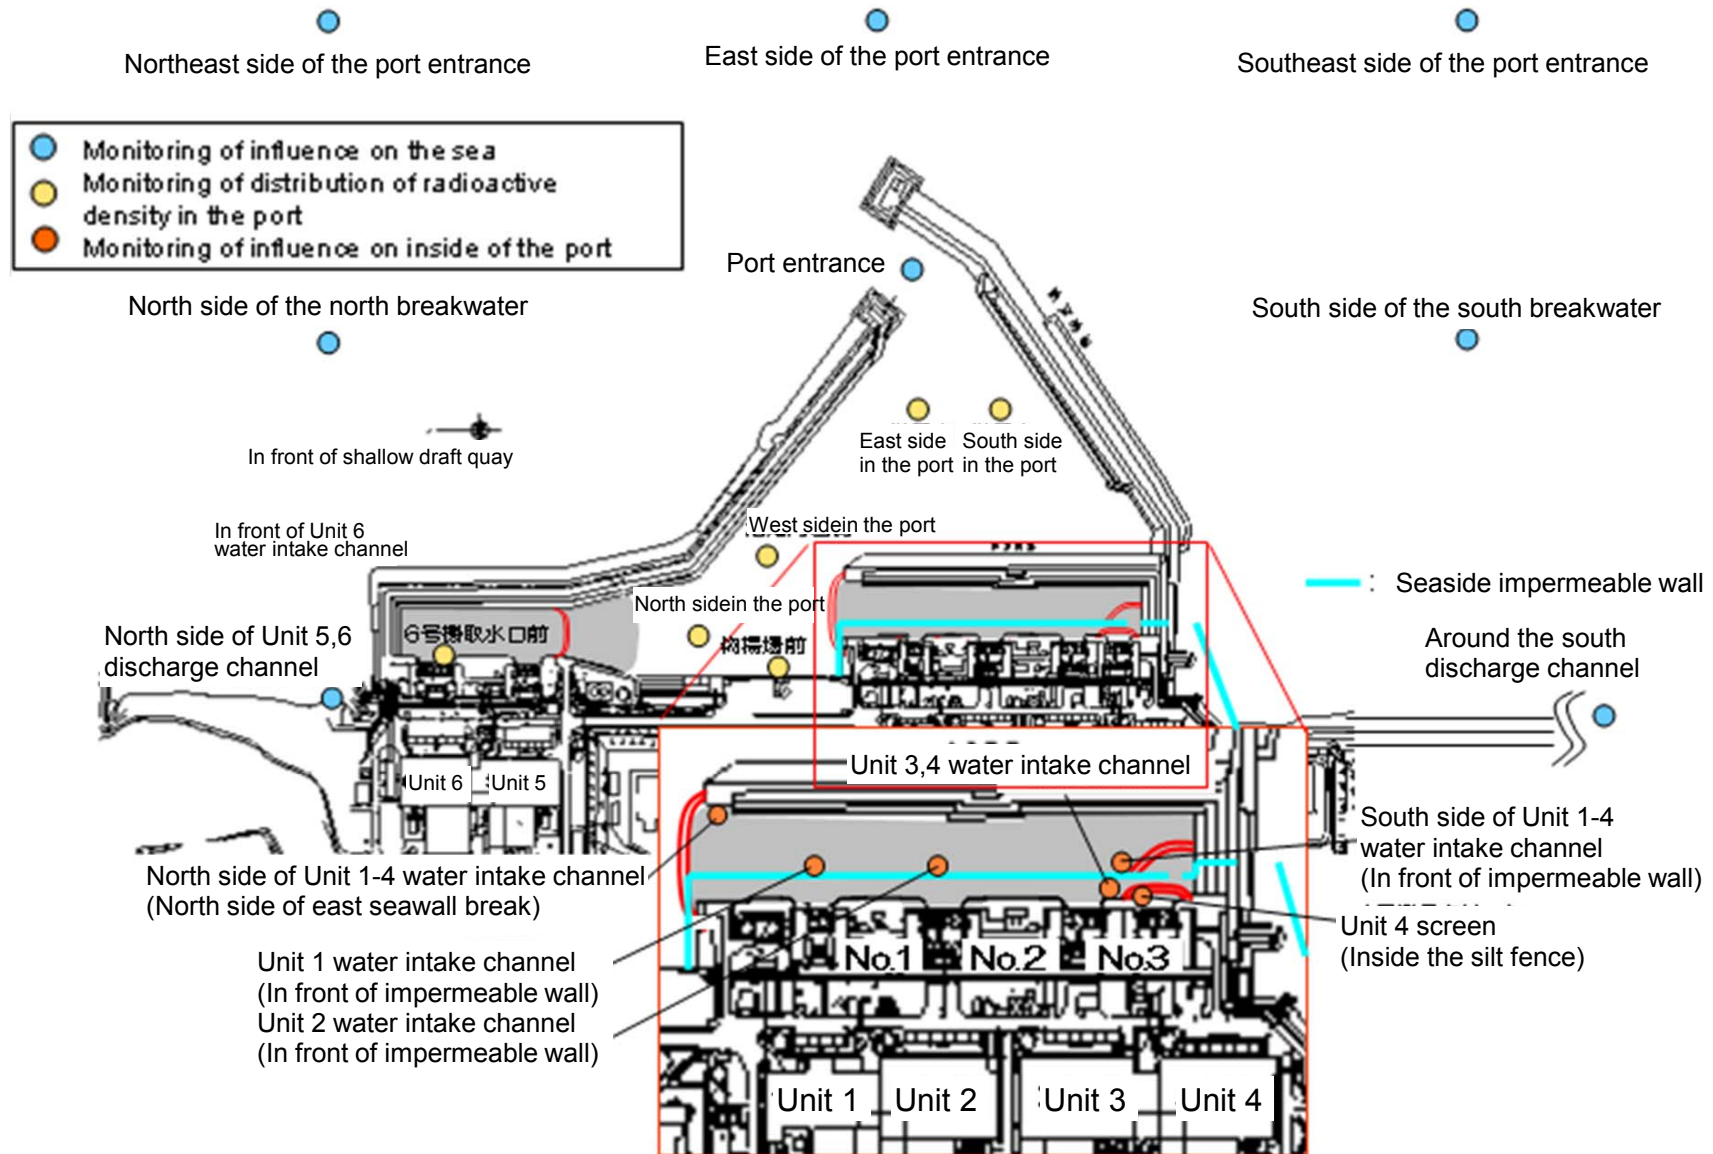 Northeast side of the port entrance
East side of the port entrance
Southeast side of the port entrance
Monitoring of influence on the sea
Monitoring of distribution of radioactive
density in the port
Monitoring of influence on inside of the port
Port entrance
North side of the north breakwater
South side of the south breakwater
In front of shallow draft quay
East side
in the port
South side
in the port
In front of Unit 6
water intake channel
West sidein the port
North sidein the port
: Seaside impermeable wall
6号機取水口前
物揚場前
North side of Unit 5,6
discharge channel
Around the south
discharge channel
Unit 6
Unit 5
Unit 3,4 water intake channel
South side of Unit 1-4
water intake channel
(In front of impermeable wall)
North side of Unit 1-4 water intake channel
(North side of east seawall break)
Unit 4 screen
(Inside the silt fence)
No.1
No.2
No.3
Unit 1 water intake channel
(In front of impermeable wall)
Unit 2 water intake channel
(In front of impermeable wall)
Unit 1
Unit 2
Unit 3
Unit 4